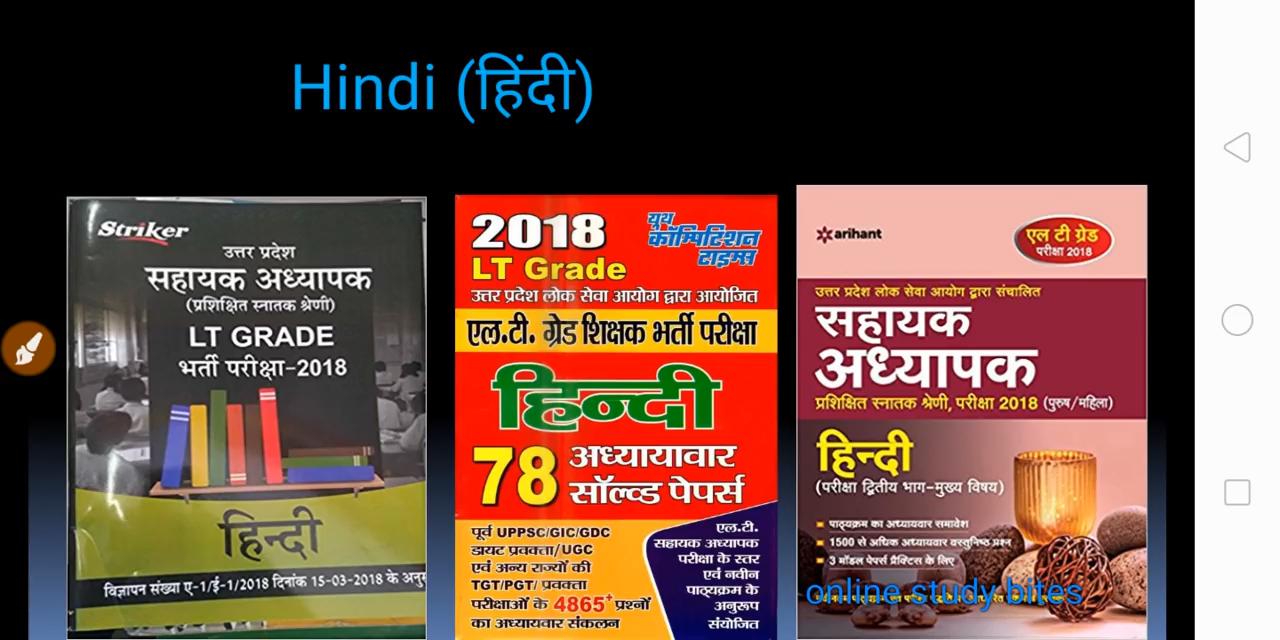 Hindi (हिंदी)
Striker
उत्तर प्रदेश
सहायक अध्यापक
(प्रशिक्षित स्नातक श्रेणी)
LT GRADE
भर्ती परीक्षा-2018
हिन्दी
विज्ञापन संख्या ए-1/ई-1/2018 दिनांक 15-03-2018 के
2018
LT Grade
यूथ
कॉम्पिटिशन
टाइम्स
उत्तर प्रदेश लोक सेवा आयोग द्वारा आयोजित
एल.टी. ग्रेड शिक्षक भर्ती परीक्षा
हिन्दी
78 अध्यायावार
सॉल्व्ड पेपर्स
पूर्व UPPSC/GIC/GDC
डायट प्रवक्ता/UGC
एवं अन्य राज्यों की
TGT/PGT/ प्रवक्ता
परीक्षाओं के 4865+ प्रश्नों
का अध्यायवार संकलन
एल.टी.
सहायक अध्यापक
परीक्षा के स्तर
एवं नवीन
पाठ्यक्रम के
अनुरूप
संयोजित
arihant
एल टी ग्रेड
परीक्षा 2018
उत्तर प्रदेश लोक सेवा आयोग द्वारा संचालित
सहायक
अध्यापक
प्रशिक्षित स्नातक श्रेणी, परीक्षा 2018 (पुरुष/महिला)
हिन्दी
(परीक्षा द्वितीय भाग-मुख्य विषय)
पाठ्यक्रम का अध्यायवार समावेश
1500 से अधिक अध्यायवार वस्तुनिष्ठ प्रश्न
3 मॉडल पेपर्स प्रैक्टिस के लिए
online study bites